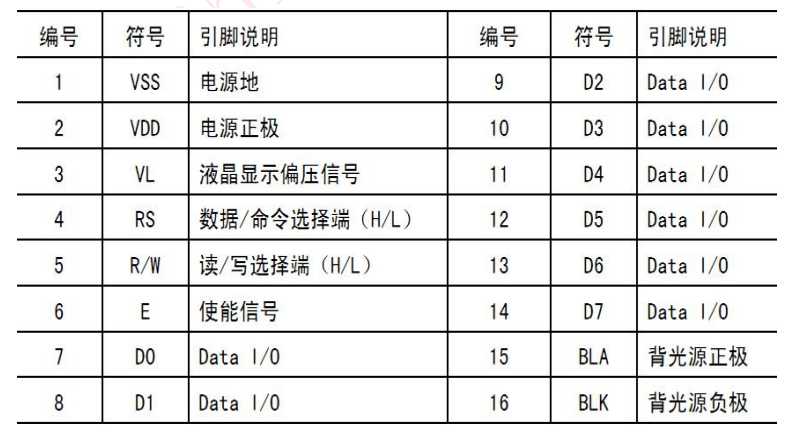 编号 符号 引脚说明 编号 符号 引脚说明
1 VSS 电源地 9 D2 Data I/O
2 VDD 电源正极 10 D3 Data I/O
3 VL 液晶显示偏压信号 11 D4 Data I/O
4 RS 数据/命令选择端（H/L） 12 D5 Data I/O
5 R/W 读/写选择端（H/L） 13 D6 Data I/O
6 E 使能信号 14 D7 Data I/O
7 D0 Data I/O 15 BLA 背光源正极
8 D1 Data I/O 16 BLK 背光源负极